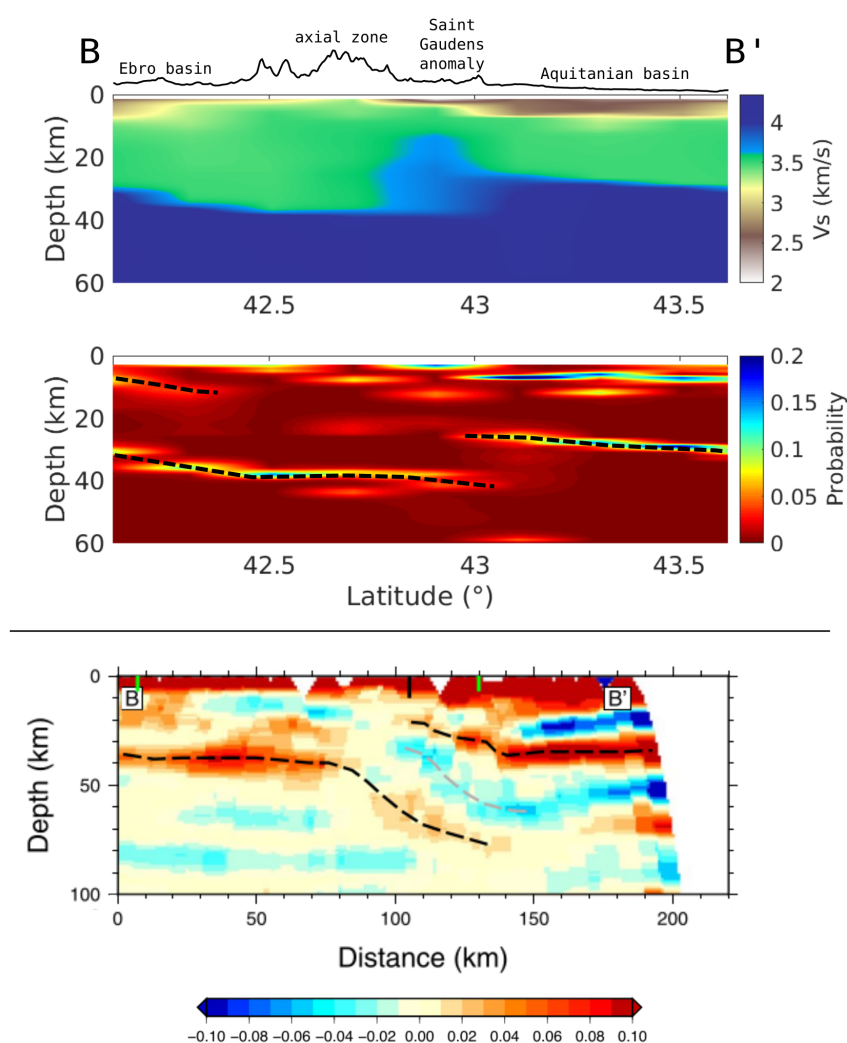 B
Ebro basin
axial zone
Saint
Gaudens
anomaly
Aquitanian basin
B'
Depth (km)
0
20
40
60
42.5
43
43.5
4
3.5
3
2.5
2
Vs (km/s)
Depth (km)
0
20
40
60
42.5
43
43.5
Latitude (°)
0.2
0.15
0.1
0.05
0
Probability
Depth (km)
0
50
100
B
B'
0
50
100
150
200
Distance (km)
−0.10 −0.08 −0.06 −0.04 −0.02 0.00 0.02 0.04 0.06 0.08 0.10